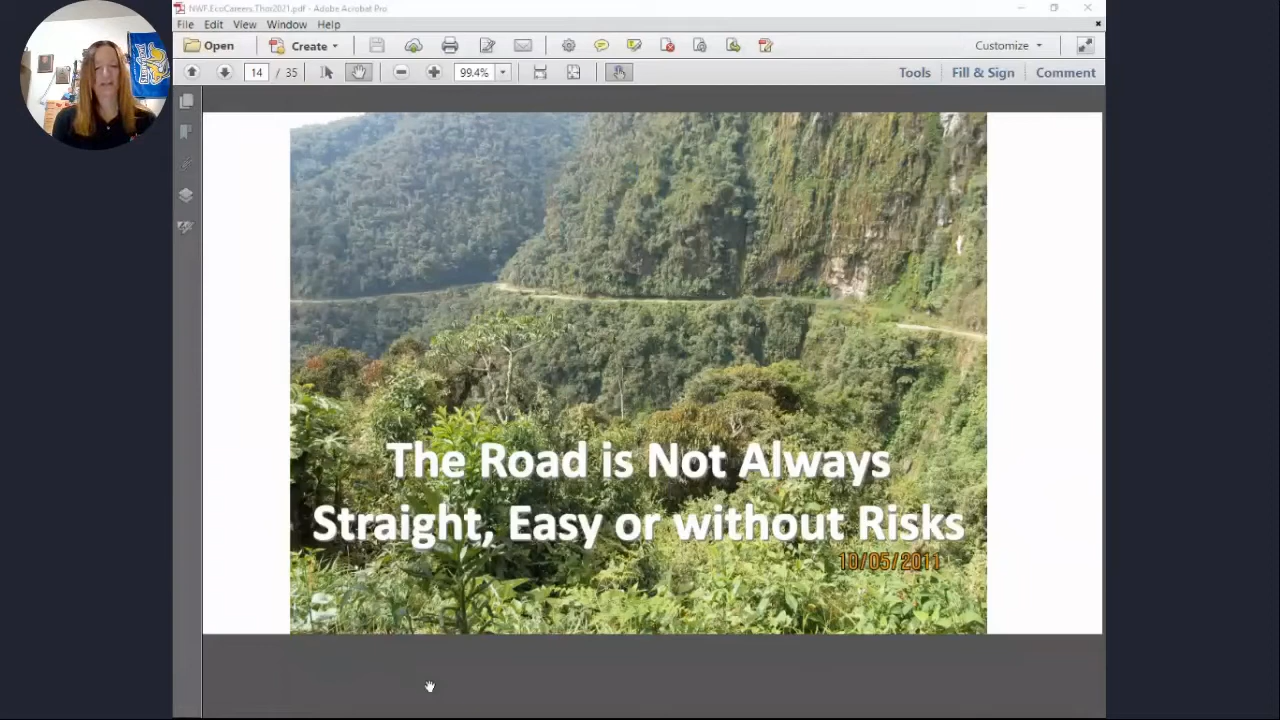 NWF.EcoCareers.Thor2021.pdf - Adobe Acrobat Pro
File Edit View Window Help
Open Create Customize
14 / 35 99.4% Tools Fill & Sign Comment
The Road is Not Always
Straight, Easy or without Risks
10/05/2011